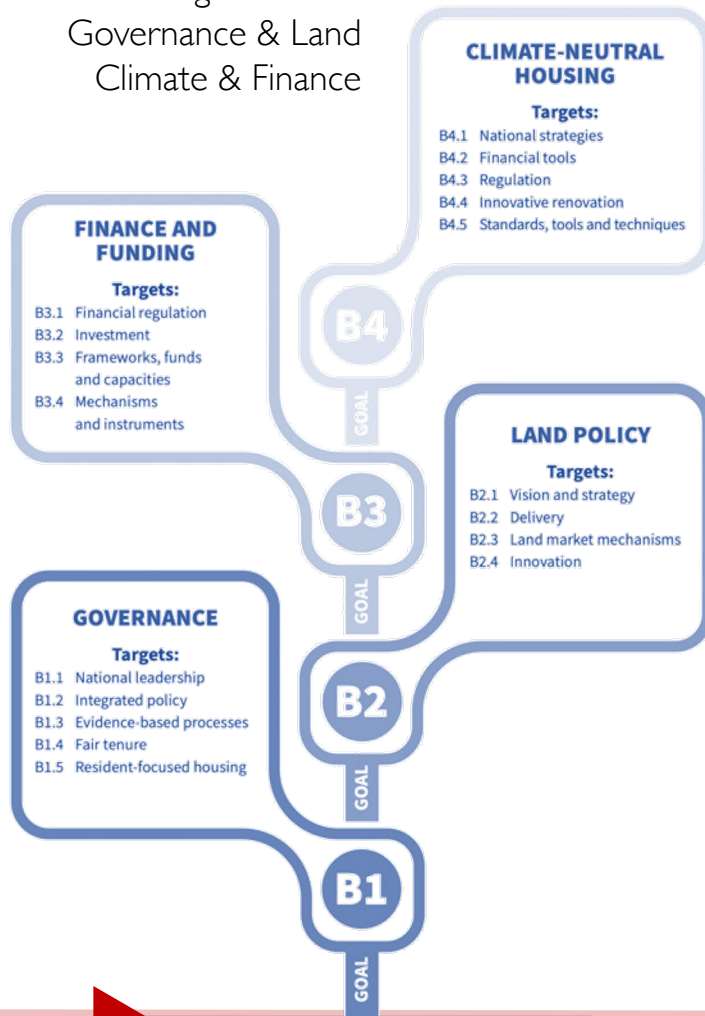 Governance & Land
Climate & Finance
CLIMATE-NEUTRAL
HOUSING
Targets:
B4.1 National strategies
B4.2 Financial tools
B4.3 Regulation
B4.4 Innovative renovation
B4.5 Standards, tools and techniques
B4
GOAL
FINANCE AND
FUNDING
Targets:
B3.1 Financial regulation
B3.2 Investment
B3.3 Frameworks, funds
and capacities
B3.4 Mechanisms
and instruments
B3
GOAL
LAND POLICY
Targets:
B2.1 Vision and strategy
B2.2 Delivery
B2.3 Land market mechanisms
B2.4 Innovation
B2
GOAL
GOVERNANCE
Targets:
B1.1 National leadership
B1.2 Integrated policy
B1.3 Evidence-based processes
B1.4 Fair tenure
B1.5 Resident-focused housing
B1
GOAL